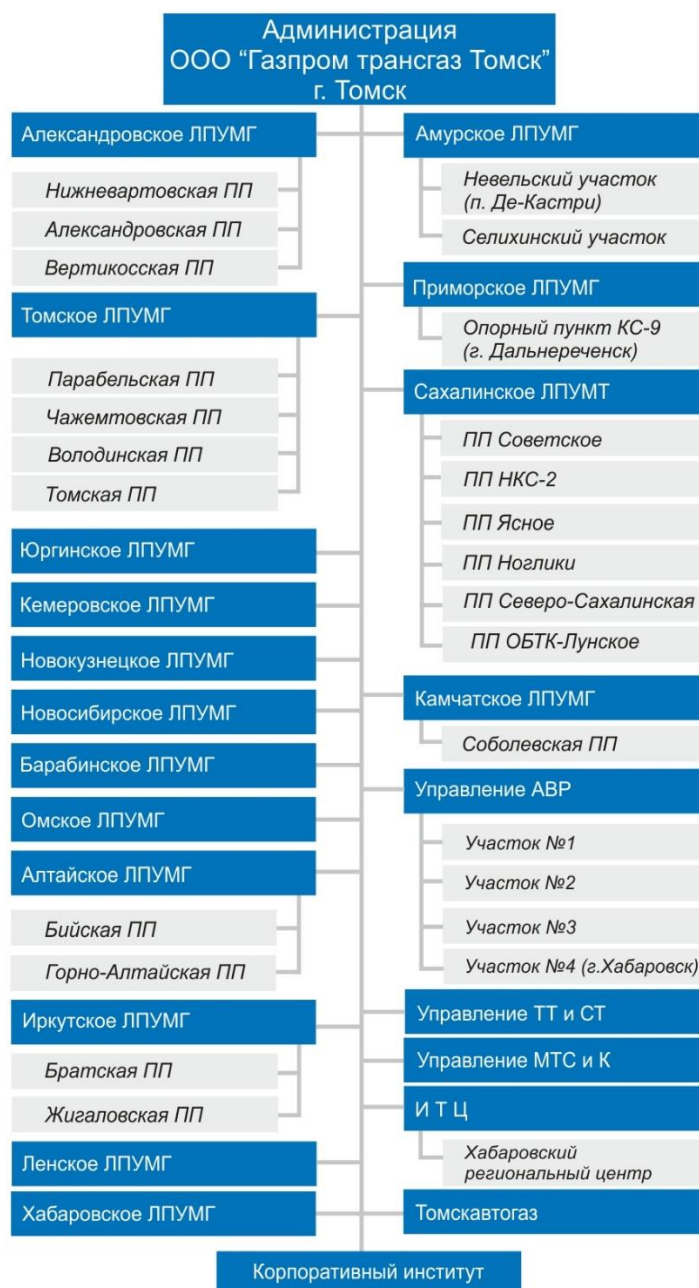 Администрация
ООО “Газпром трансгаз Томск”
г. Томск
Александровское ЛПУМГ
Нижневартовская ПП
Александровская ПП
Вертикосская ПП
Томское ЛПУМГ
Парабельская ПП
Чажемтовская ПП
Володинская ПП
Томская ПП
Юргинское ЛПУМГ
Кемеровское ЛПУМГ
Новокузнецкое ЛПУМГ
Новосибирское ЛПУМГ
Барабинское ЛПУМГ
Омское ЛПУМГ
Алтайское ЛПУМГ
Бийская ПП
Горно-Алтайская ПП
Иркутское ЛПУМГ
Братская ПП
Жигаловская ПП
Ленское ЛПУМГ
Хабаровское ЛПУМГ
Амурское ЛПУМГ
Невельский участок
(п. Де-Кастри)
Селихинский участок
Приморское ЛПУМГ
Опорный пункт КС-9
(г. Дальнереченск)
Сахалинское ЛПУМТ
ПП Советское
ПП НКС-2
ПП Ясное
ПП Ноглики
ПП Северо-Сахалинская
ПП ОБТК-Лунское
Камчатское ЛПУМГ
Соболевская ПП
Управление АВР
Участок №1
Участок №2
Участок №3
Участок №4 (г.Хабаровск)
Управление ТТ и СТ
Управление МТС и К
И Т Ц
Хабаровский
региональный центр
Томскавтогаз
Корпоративный институт